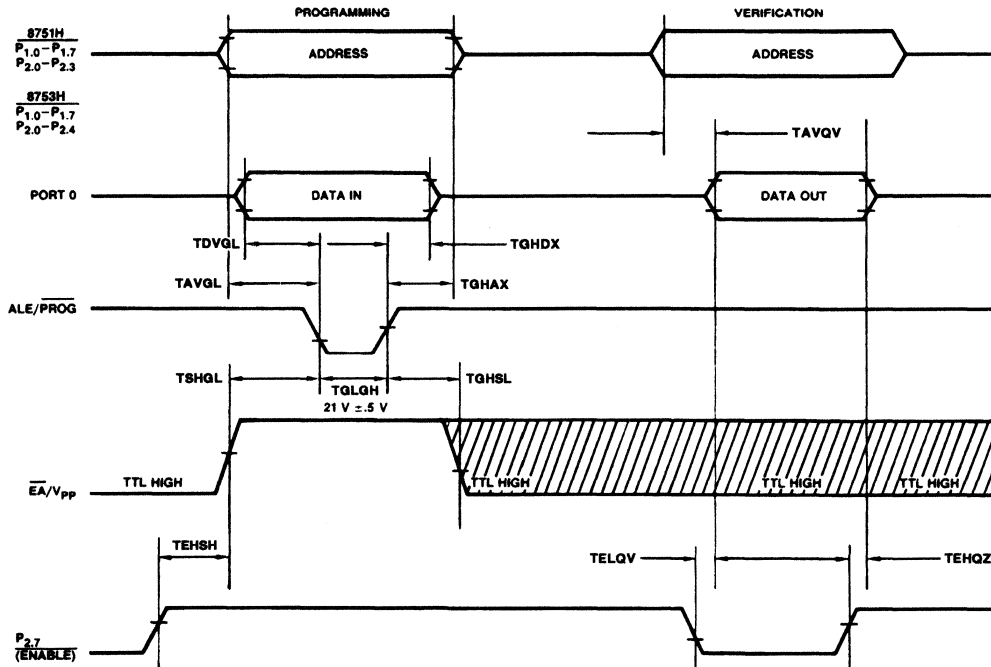 PROGRAMMING
VERIFICATION
8751H
P1.0–P1.7
P2.0–P2.3
ADDRESS
ADDRESS
8753H
P1.0–P1.7
P2.0–P2.4
TAVQV
PORT 0
DATA IN
DATA OUT
TDVGL
TGHDX
TAVGL
TGHAX
ALE/PROG
TSHGL
TGLGH
TGHSL
21 V ±.5 V
TTL HIGH
TTL HIGH
TTL HIGH
TTL HIGH
EA/VPP
TEHSH
TELQV
TEHQZ
P2.7
(ENABLE)